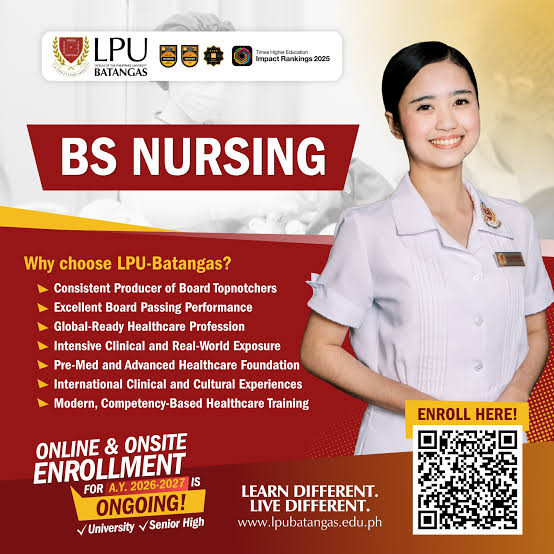 LPU
BATANGAS
Times Higher Education
Impact Rankings 2025
BS NURSING
Why choose LPU-Batangas?
Consistent Producer of Board Topnotchers
Excellent Board Passing Performance
Global-Ready Healthcare Profession
Intensive Clinical and Real-World Exposure
Pre-Med and Advanced Healthcare Foundation
International Clinical and Cultural Experiences
Modern, Competency-Based Healthcare Training
ENROLL HERE!
ONLINE & ONSITE
ENROLLMENT
FOR A.Y. 2026-2027 IS
ONGOING!
✓University ✓Senior High
LEARN DIFFERENT.
LIVE DIFFERENT.
www.lpubatangas.edu.ph